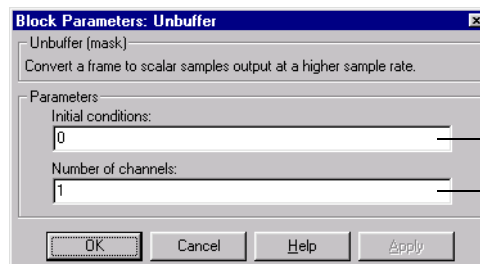 Block Parameters: Unbuffer
Unbuffer (mask)
Convert a frame to scalar samples output at a higher sample rate.
Parameters
Initial conditions:
0
Number of channels:
1
OK
Cancel
Help
Apply